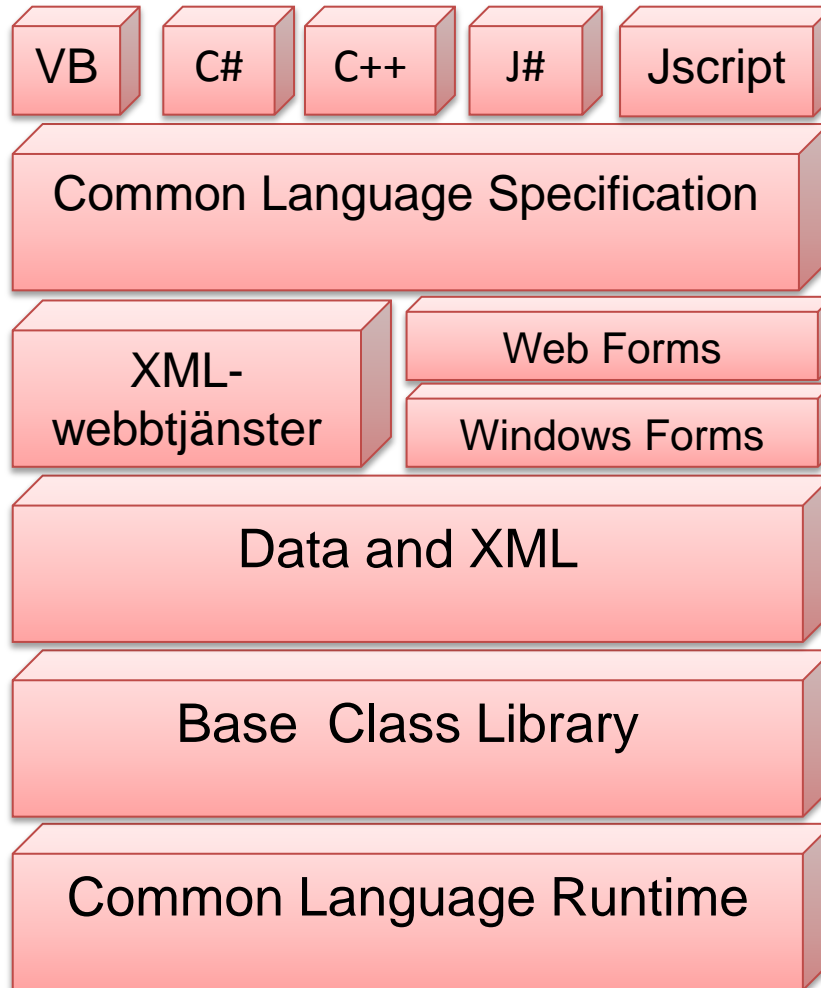 VB C# C++ J# Jscript
Common Language Specification
XML-
webbtjänster
Web Forms
Windows Forms
Data and XML
Base Class Library
Common Language Runtime